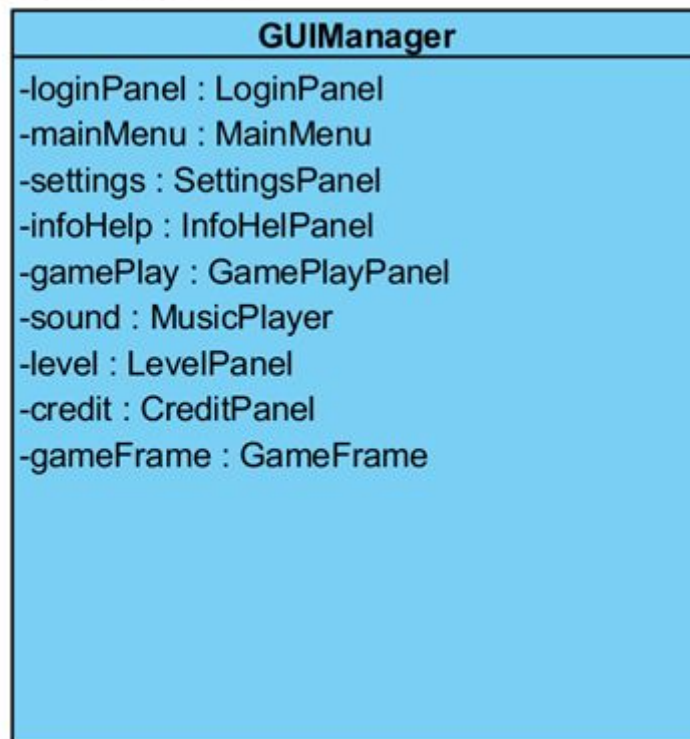 GUIManager
-loginPanel : LoginPanel
-mainMenu : MainMenu
-settings : SettingsPanel
-infoHelp : InfoHelPanel
-gamePlay : GamePlayPanel
-sound : MusicPlayer
-level : LevelPanel
-credit : CreditPanel
-gameFrame : GameFrame